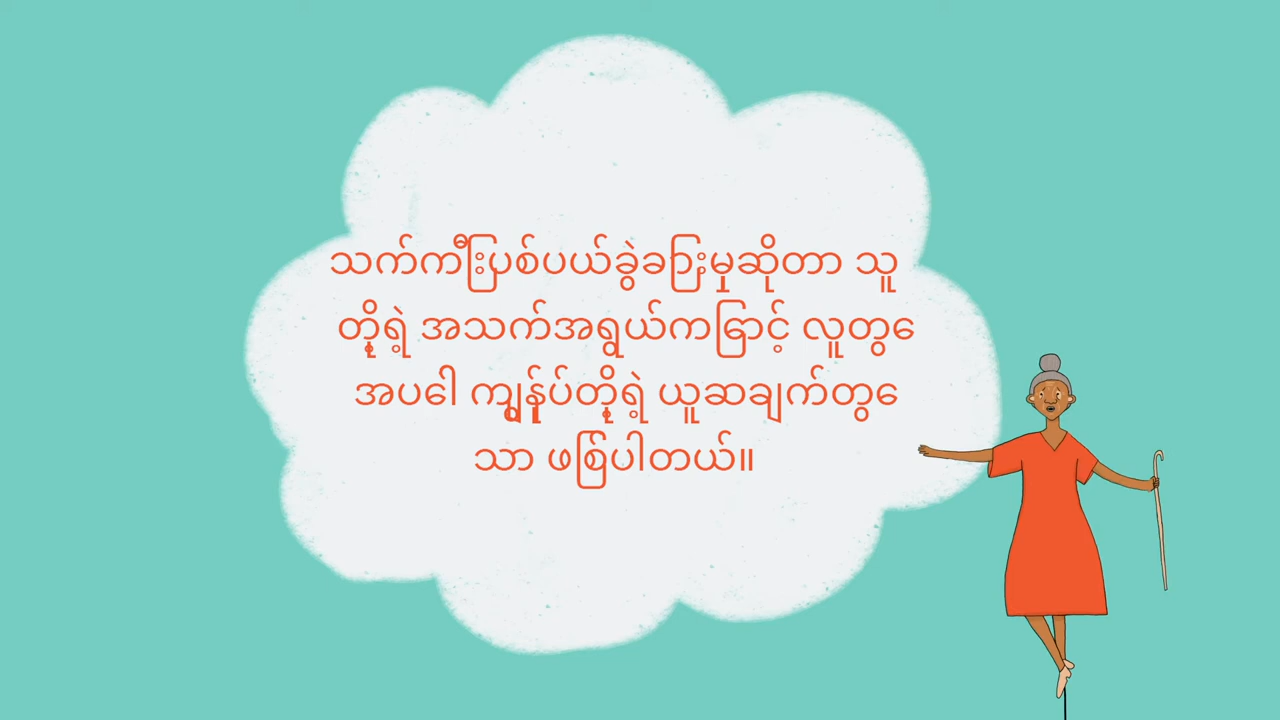 သက်ကြီးပစ်ပယ်ခွဲခြားမှုဆိုတာ သူ
တို့ရဲ့ အသက်အရွယ်ကြောင့် လူတွေ
အပေါ် ကျွန်ုပ်တို့ရဲ့ ယူဆချက်တွေ
သာ ဖြစ်ပါတယ်။